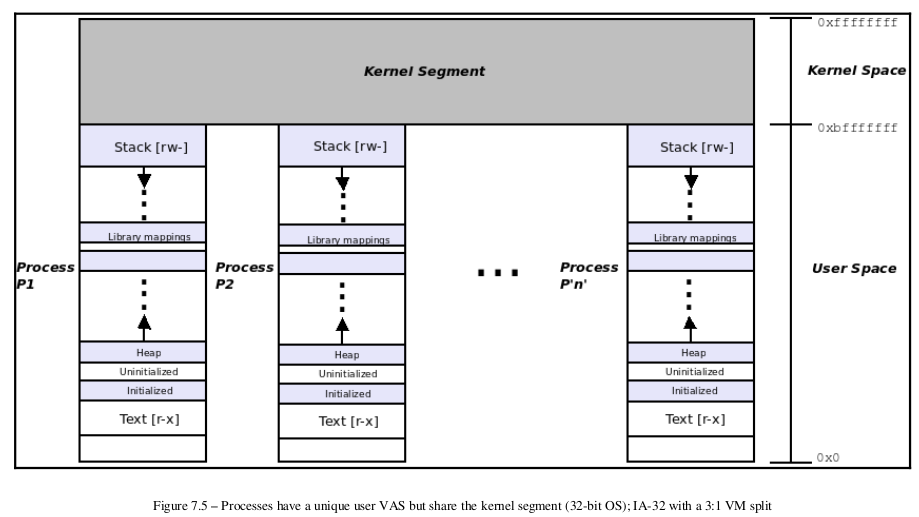 0xffffffff
Kernel Segment
Kernel Space
0xbfffffff
Stack [rw-]
Stack [rw-]
Stack [rw-]
Library mappings
Library mappings
Library mappings
Process
P1
Process
P2
...
Process
P'n'
User Space
Heap
Heap
Heap
Uninitialized
Uninitialized
Uninitialized
Initialized
Initialized
Initialized
Text [r-x]
Text [r-x]
Text [r-x]
0x0
Figure 7.5 – Processes have a unique user VAS but share the kernel segment (32-bit OS); IA-32 with a 3:1 VM split